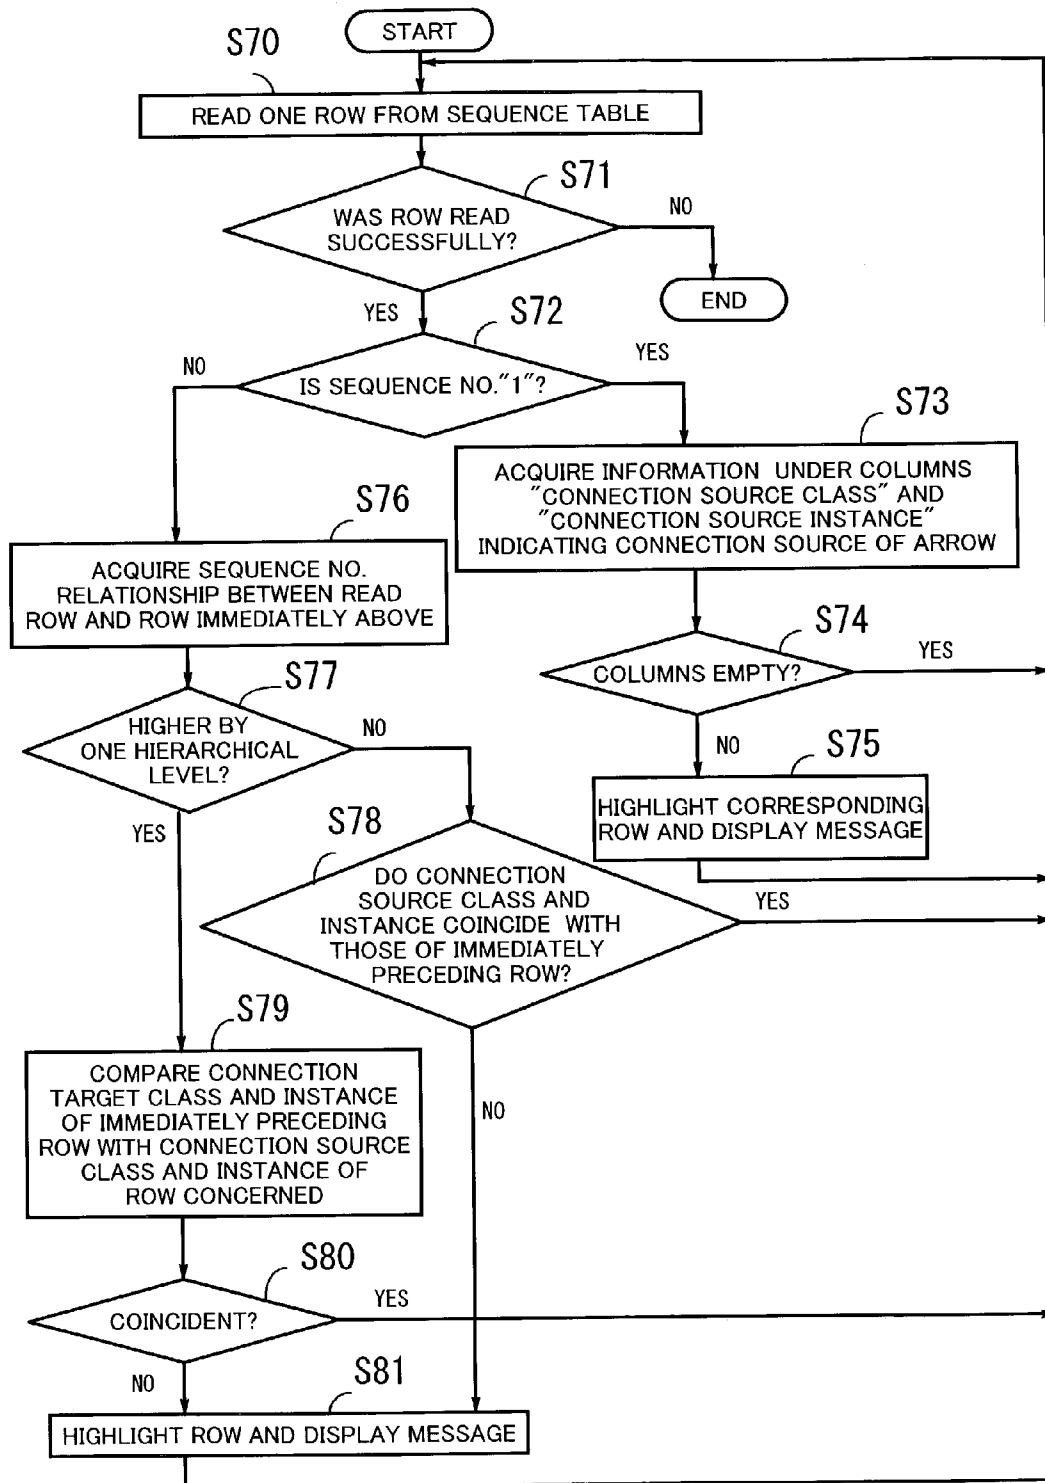 START
S70
READ ONE ROW FROM SEQUENCE TABLE
S71
WAS ROW READ
SUCCESSFULLY?
NO
END
YES
S72
NO
IS SEQUENCE NO."1"?
YES
S73
ACQUIRE INFORMATION UNDER COLUMNS
"CONNECTION SOURCE CLASS" AND
"CONNECTION SOURCE INSTANCE"
INDICATING CONNECTION SOURCE OF ARROW
S76
ACQUIRE SEQUENCE NO.
RELATIONSHIP BETWEEN READ
ROW AND ROW IMMEDIATELY ABOVE
S74
COLUMNS EMPTY?
YES
NO
S75
HIGHLIGHT CORRESPONDING
ROW AND DISPLAY MESSAGE
S77
HIGHER BY
ONE HIERARCHICAL
LEVEL?
NO
YES
S78
DO CONNECTION
SOURCE CLASS AND
INSTANCE COINCIDE WITH
THOSE OF IMMEDIATELY
PRECEDING ROW?
YES
NO
S79
COMPARE CONNECTION
TARGET CLASS AND INSTANCE
OF IMMEDIATELY PRECEDING
ROW WITH CONNECTION SOURCE
CLASS AND INSTANCE OF
ROW CONCERNED
S80
COINCIDENT?
YES
NO
S81
HIGHLIGHT ROW AND DISPLAY MESSAGE